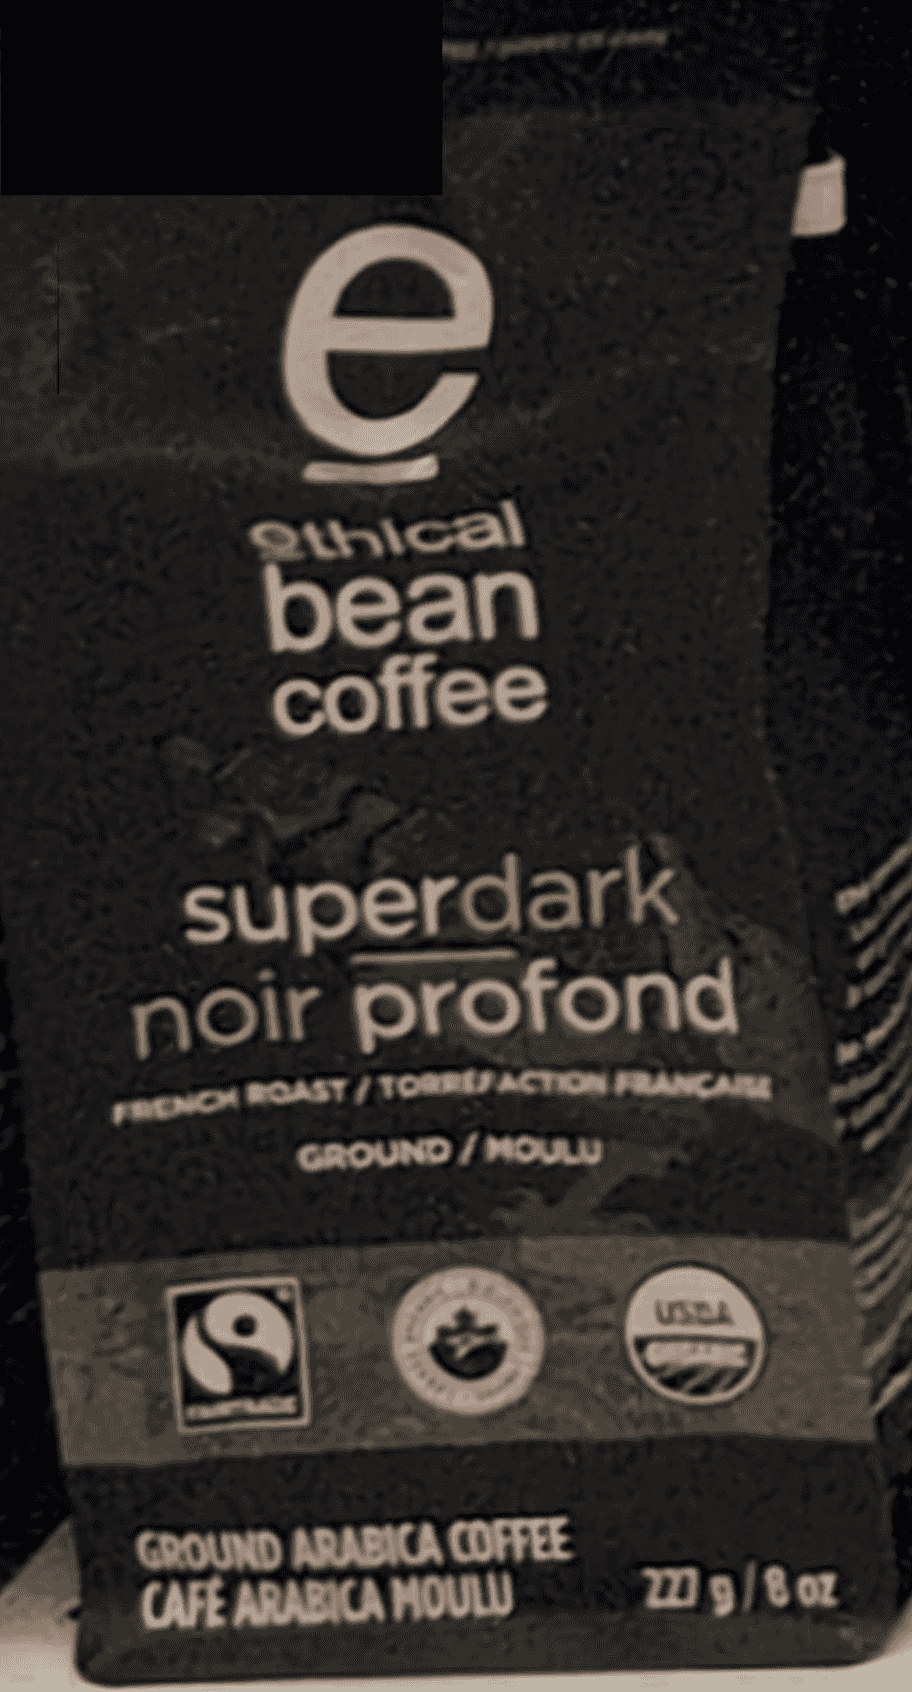 e
ethical
bean
coffee
superdark
noir profond
FRENCH ROAST / TORRÉFACTION FRANÇAISE
GROUND / MOULU
FAIRTRADE
USDA
ORGANIC
GROUND ARABICA COFFEE
CAFÉ ARABICA MOULU
227 g / 8 oz